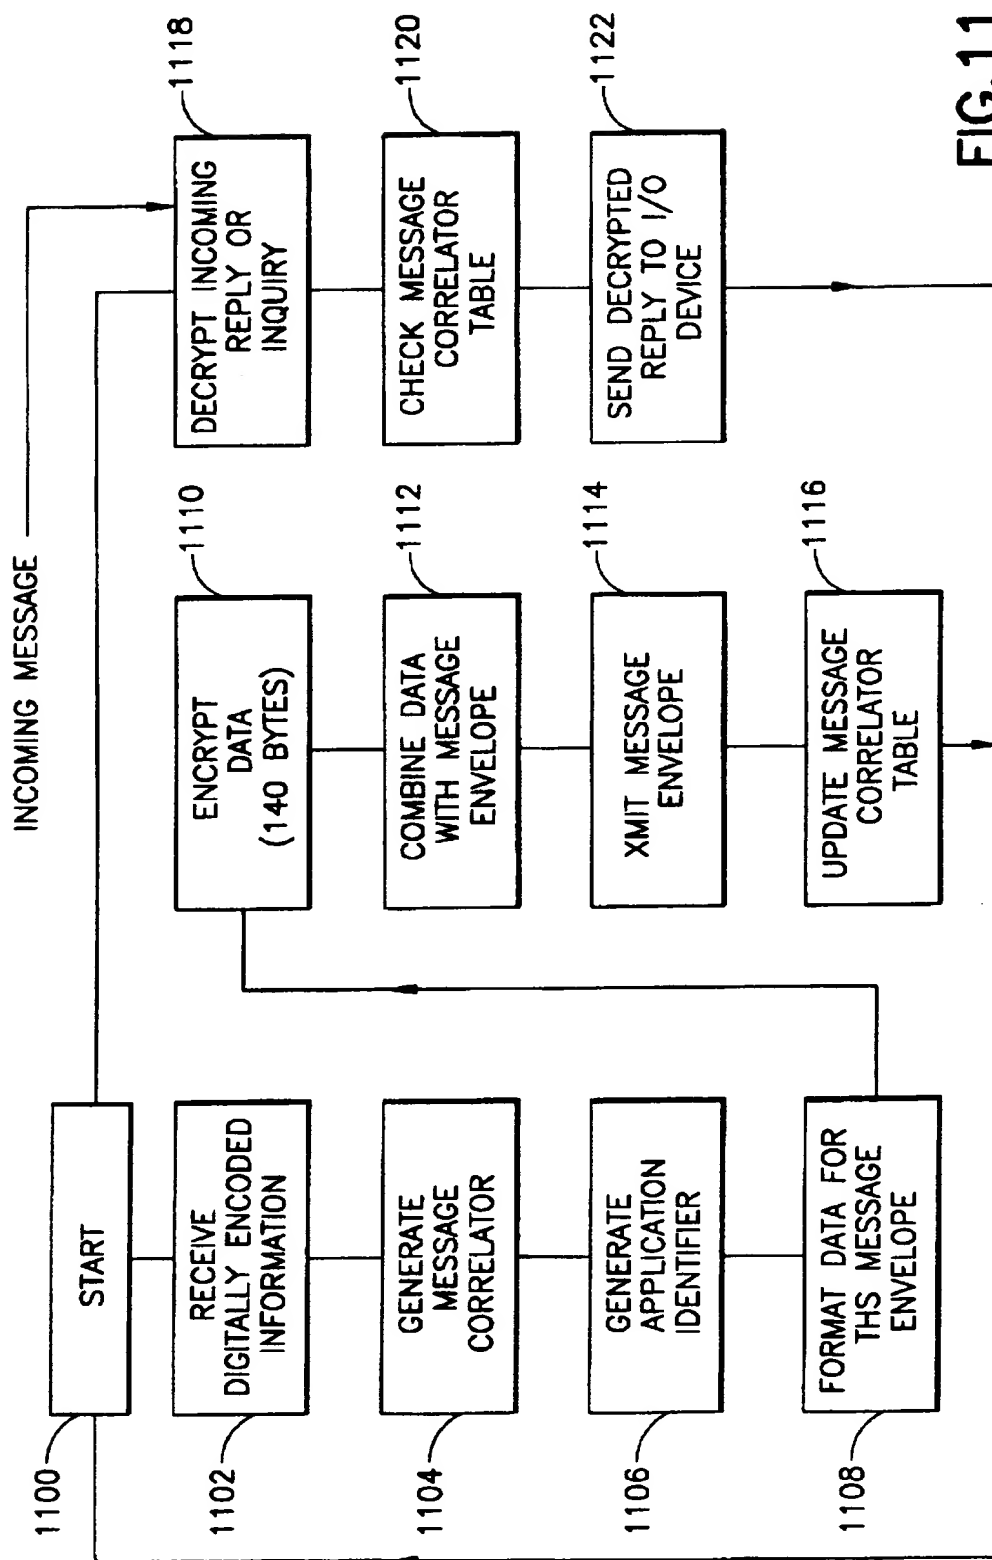 INCOMING MESSAGE
1100
START
1102
RECEIVE
DIGITALLY ENCODED
INFORMATION
1104
GENERATE
MESSAGE
CORRELATOR
1106
GENERATE
APPLICATION
IDENTIFIER
1108
FORMAT DATA FOR
THS MESSAGE
ENVELOPE
1110
ENCRYPT
DATA
(140 BYTES)
1112
COMBINE DATA
WITH MESSAGE
ENVELOPE
1114
XMIT MESSAGE
ENVELOPE
1116
UPDATE MESSAGE
CORRELATOR
TABLE
1118
DECRYPT INCOMING
REPLY OR
INQUIRY
1120
CHECK MESSAGE
CORRELATOR
TABLE
1122
SEND DECRYPTED
REPLY TO I/O
DEVICE
FIG.11